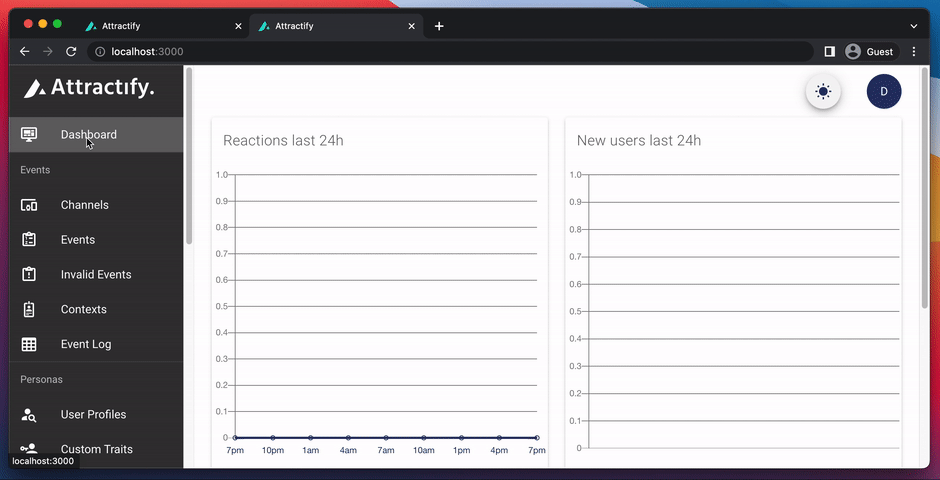 Attractify
Attractify
localhost:3000
Guest
Attractify.
D
Dashboard
Events
Channels
Events
Invalid Events
Contexts
Event Log
Personas
User Profiles
Custom Traits
localhost:3000
Reactions last 24h
1.0
0.9
0.8
0.7
0.6
0.5
0.4
0.3
0.2
0.1
0
7pm 10pm 1am 4am 7am 10am 1pm 4pm 7pm
New users last 24h
1.0
0.9
0.8
0.7
0.6
0.5
0.4
0.3
0.2
0.1
0